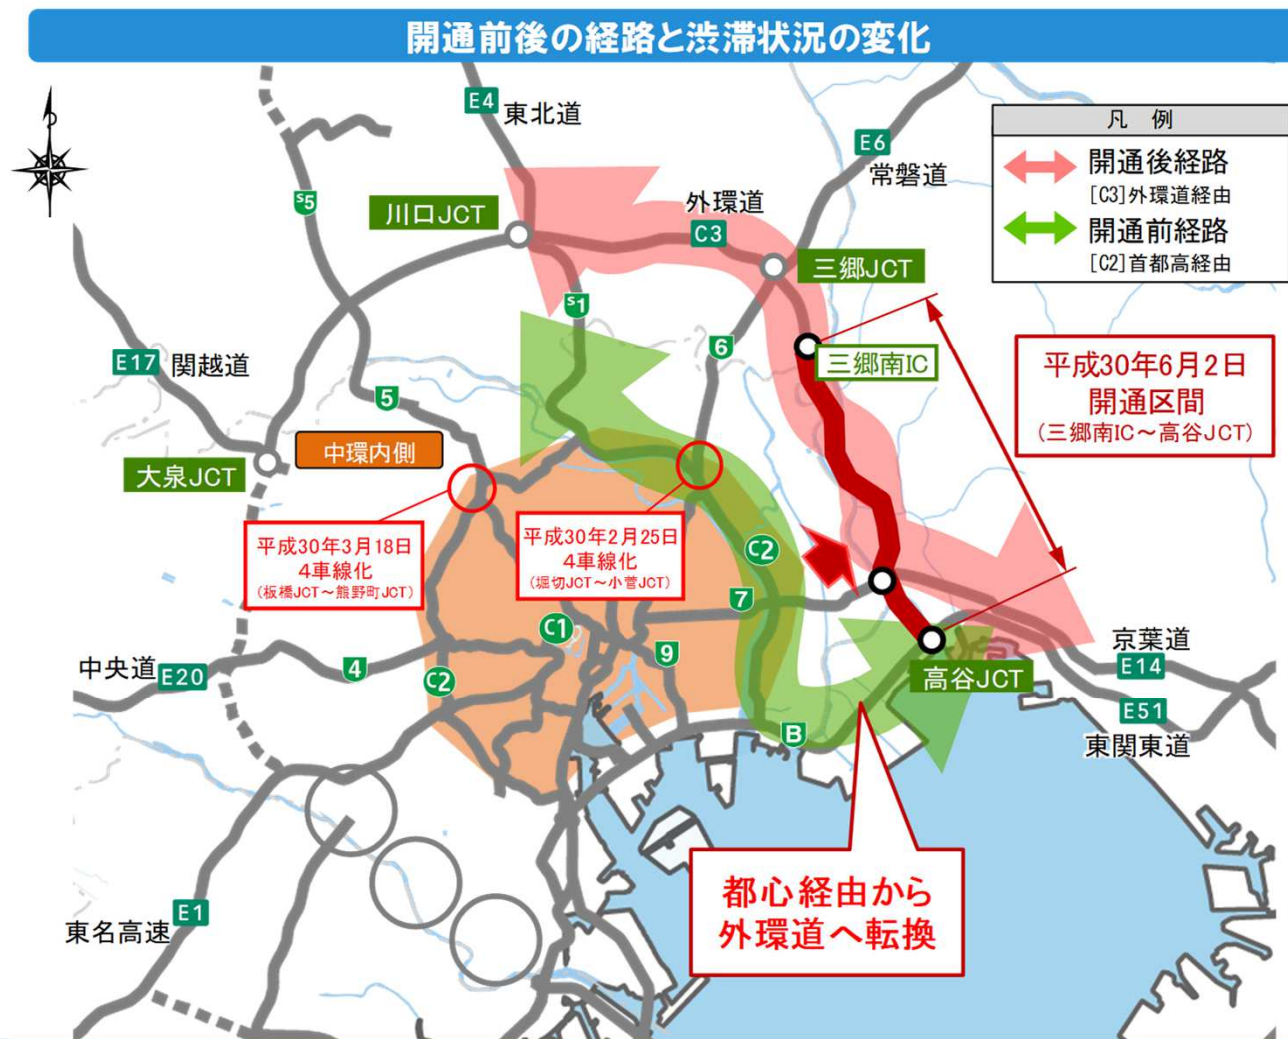 開通前後の経路と渋滞状況の変化
E4
東北道
E6
常磐道
凡 例
開通後経路
[C3]外環道経由
開通前経路
[C2]首都高経由
S5
川口JCT
外環道
C3
三郷JCT
S1
6
三郷南IC
平成30年6月2日
開通区間
(三郷南IC～高谷JCT)
E17
関越道
5
中環内側
大泉JCT
平成30年3月18日
4車線化
(板橋JCT～熊野町JCT)
平成30年2月25日
4車線化
(堀切JCT～小菅JCT)
C2
7
C1
9
4
中央道
E20
C2
高谷JCT
京葉道
E14
E51
東関東道
B
都心経由から
外環道へ転換
E1
東名高速